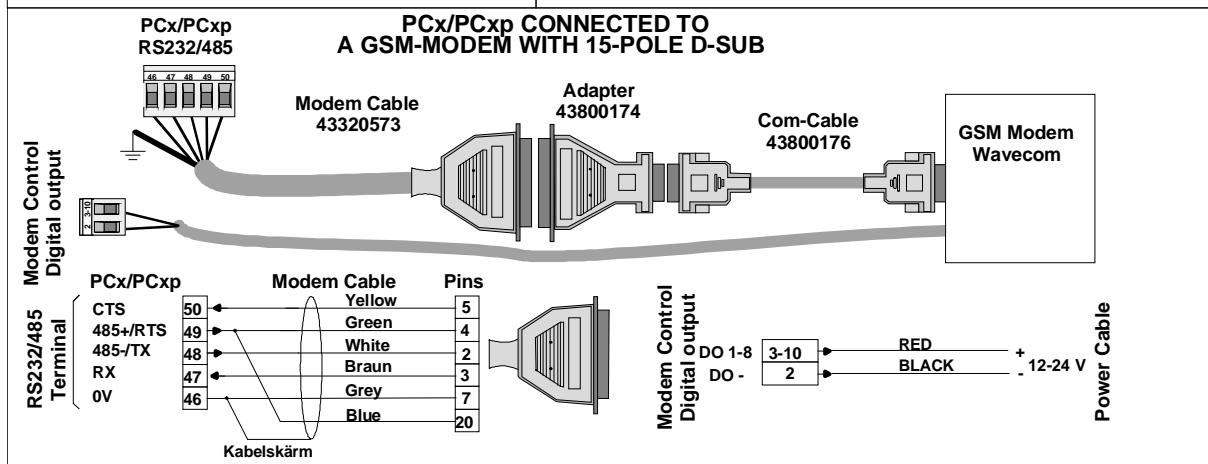 PCx/PCxp CONNECTED TO
A GSM-MODEM WITH 15-POLE D-SUB
PCx/PCxp
RS232/485
46 47 48 49 50
Modem Cable
43320573
Adapter
43800174
Com-Cable
43800176
GSM Modem
Wavecom
Modem Control
Digital output
2 3-10
PCx/PCxp
Modem Cable
Pins
RS232/485
Terminal
CTS 50 Yellow 5
485+/RTS 49 Green 4
485-/TX 48 White 2
RX 47 Braun 3
0V 46 Grey 7
Blue 20
Kabelskärm
Modem Control
Digital output
DO 1-8 3-10 RED +
DO - 2 BLACK -
12-24 V
Power Cable